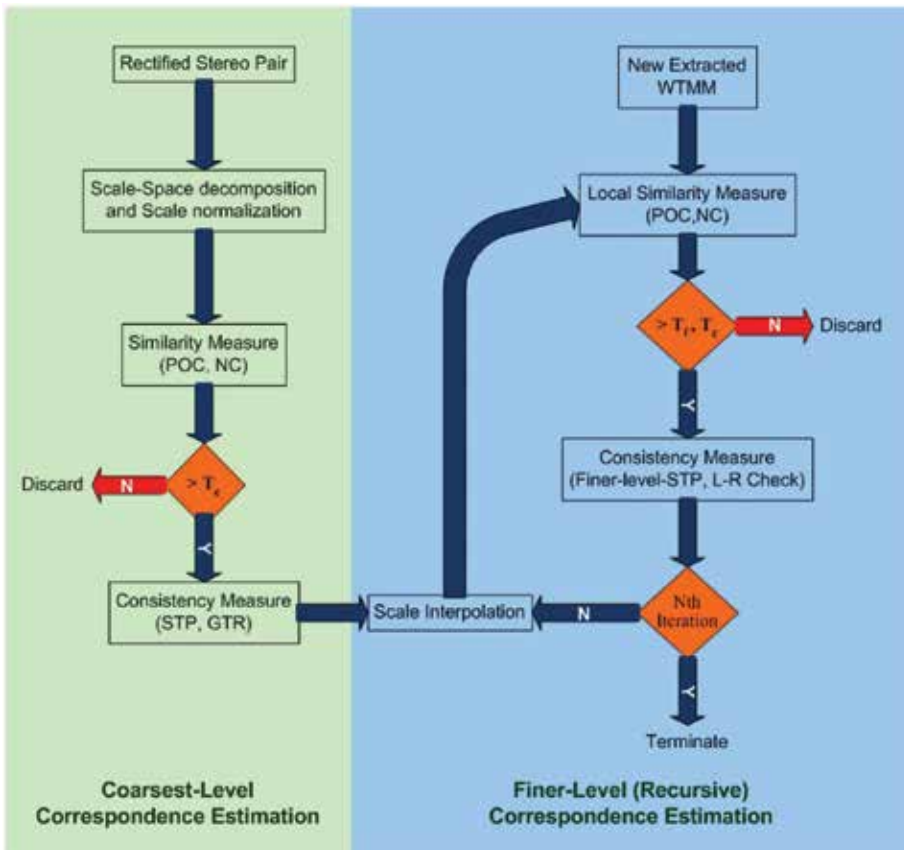 Rectified Stereo Pair
Scale-Space decomposition
and Scale normalization
Similarity Measure
(POC, NC)
> Tc
N
Discard
Y
Consistency Measure
(STP, GTR)
Coarsest-Level
Correspondence Estimation
New Extracted
WTMM
Local Similarity Measure
(POC,NC)
> Tf , Tc
N
Discard
Y
Consistency Measure
(Finer-level-STP, L-R Check)
Nth
Iteration
N
Scale Interpolation
Y
Terminate
Finer-Level (Recursive)
Correspondence Estimation